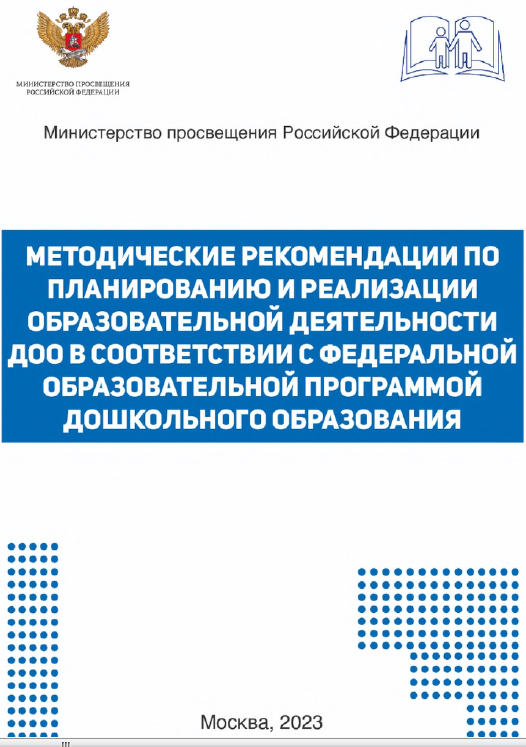 МИНИСТЕРСТВО ПРОСВЕЩЕНИЯ
РОССИЙСКОЙ ФЕДЕРАЦИИ
Министерство просвещения Российской Федерации
МЕТОДИЧЕСКИЕ РЕКОМЕНДАЦИИ ПО
ПЛАНИРОВАНИЮ И РЕАЛИЗАЦИИ
ОБРАЗОВАТЕЛЬНОЙ ДЕЯТЕЛЬНОСТИ
ДОО В СООТВЕТСТВИИ С ФЕДЕРАЛЬНОЙ
ОБРАЗОВАТЕЛЬНОЙ ПРОГРАММОЙ
ДОШКОЛЬНОГО ОБРАЗОВАНИЯ
Москва, 2023